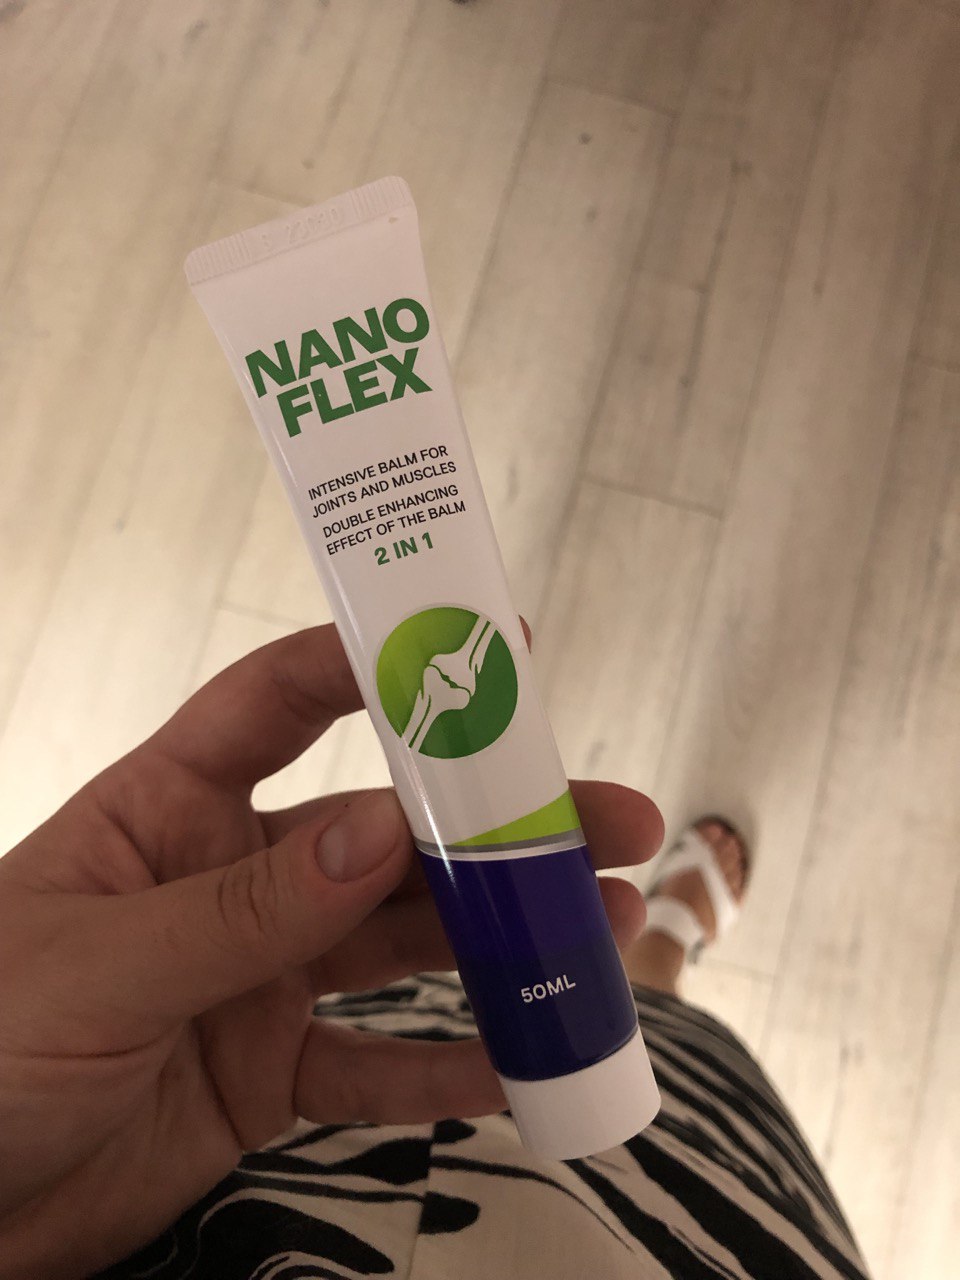 NANO
FLEX
INTENSIVE BALM FOR
JOINTS AND MUSCLES
DOUBLE ENHANCING
EFFECT OF THE BALM
2 IN 1
50ML